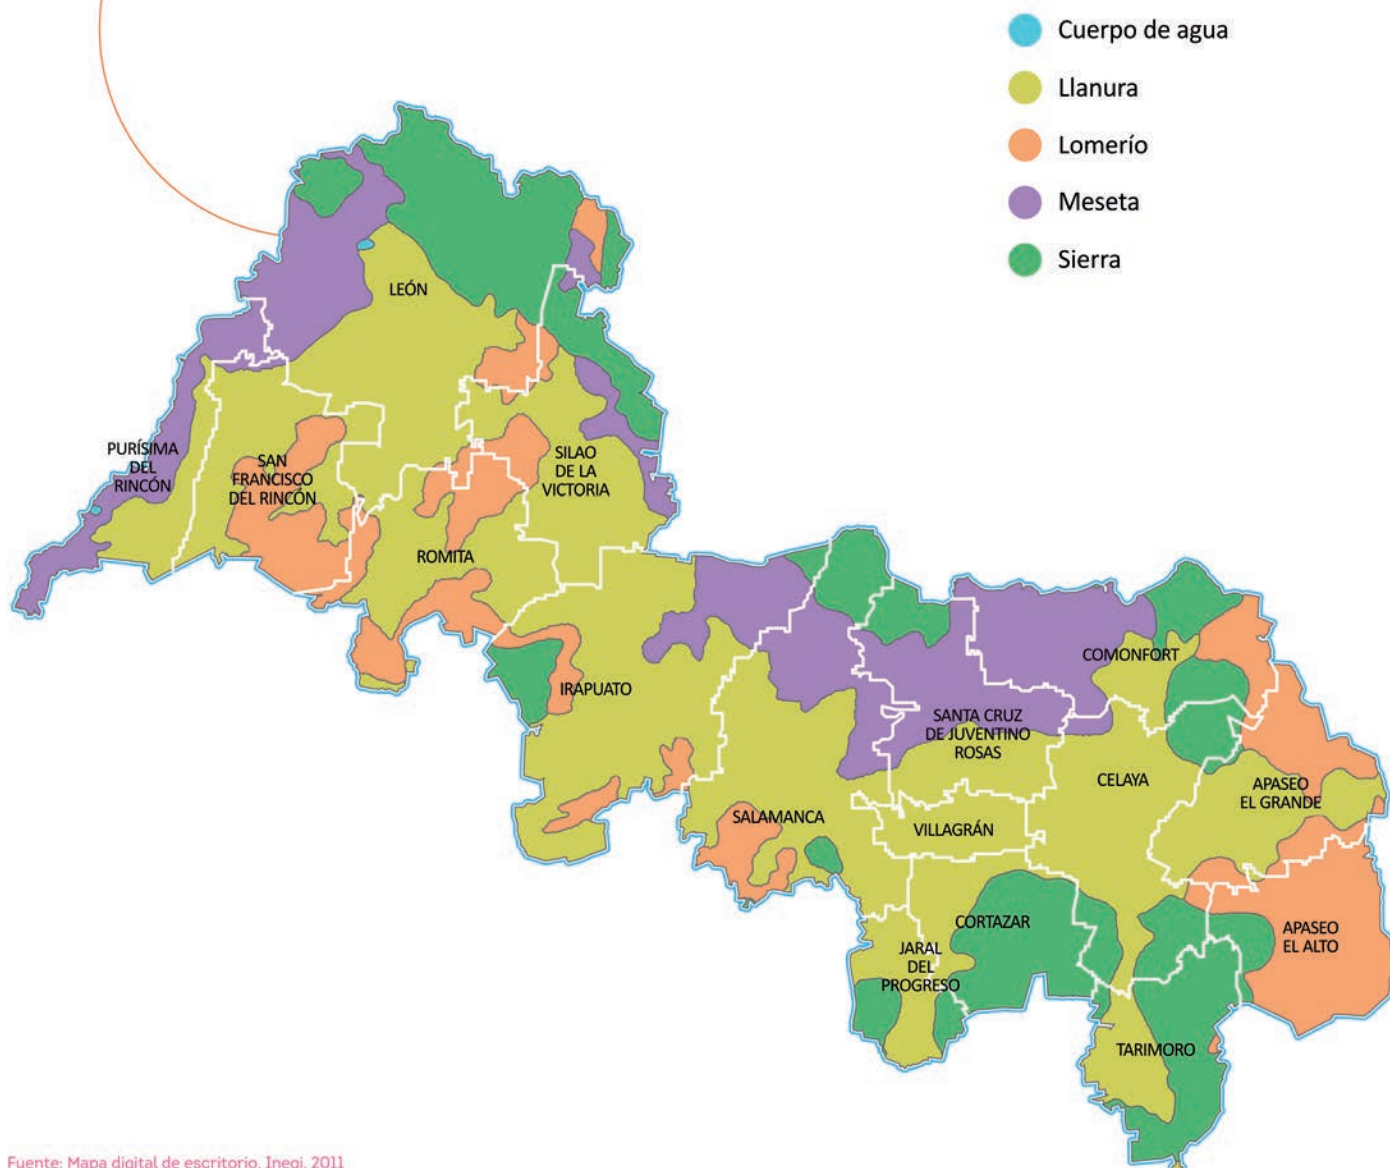 Cuerpo de agua
Llanura
Lomerío
Meseta
Sierra
LEÓN
PURÍSIMA
DEL
RINCÓN
SAN
FRANCISCO
DEL RINCÓN
SILAO
DE LA
VICTORIA
ROMITA
IRAPUATO
COMONFORT
SANTA CRUZ
DE JUVENTINO
ROSAS
CELAYA
APASEO
EL GRANDE
SALAMANCA
VILLAGRÁN
CORTAZAR
APASEO
EL ALTO
JARAL
DEL
PROGRESO
TARIMORO
Fuente: Mapa digital de escritorio. Inegi. 2011